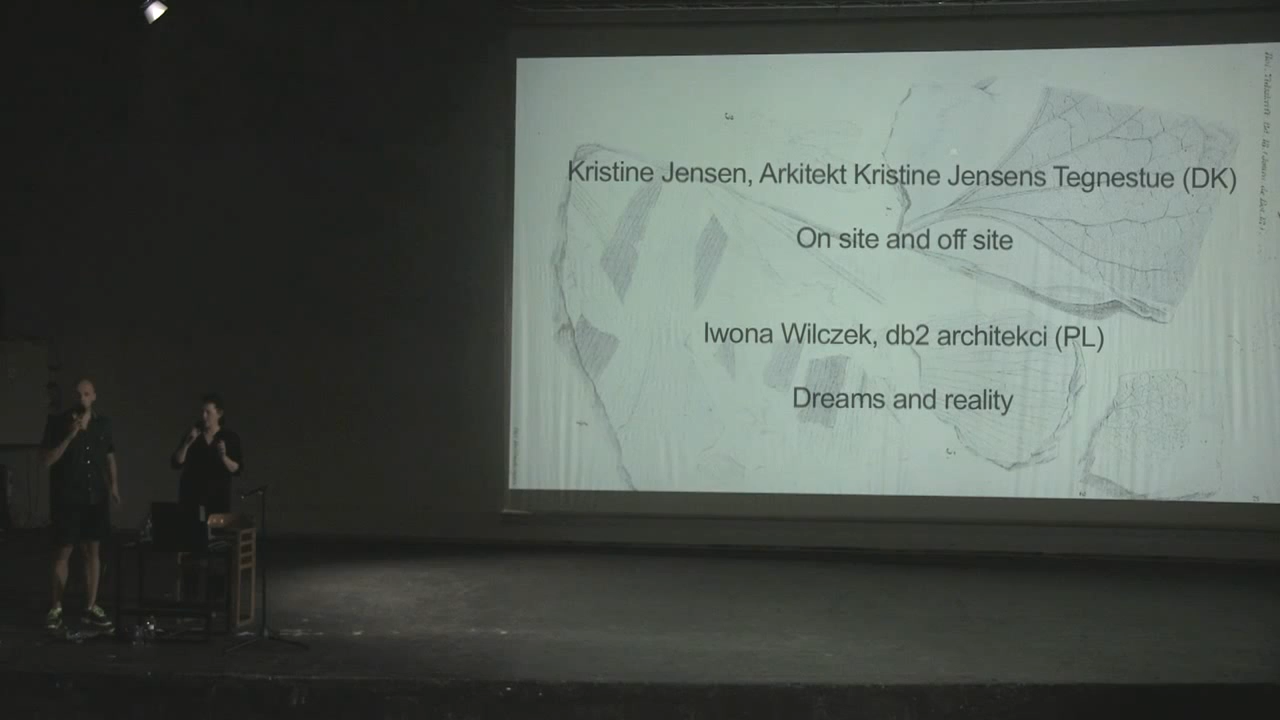 Kristine Jensen, Arkitekt Kristine Jensens Tegnestue (DK)
On site and off site
Iwona Wilczek, db2 architekci (PL)
Dreams and reality